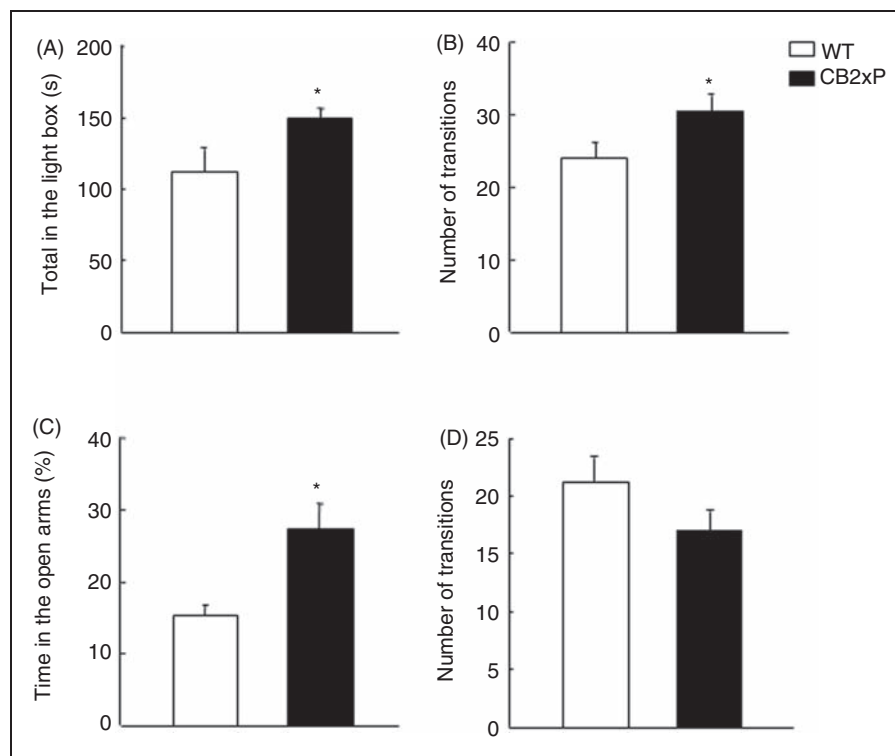 (A)
Total in the light box (s)
200
150
100
50
0
*
(B)
Number of transitions
40
30
20
10
0
*
WT
CB2xP
(C)
Time in the open arms (%)
40
30
20
10
0
*
(D)
Number of transitions
25
20
15
10
5
0